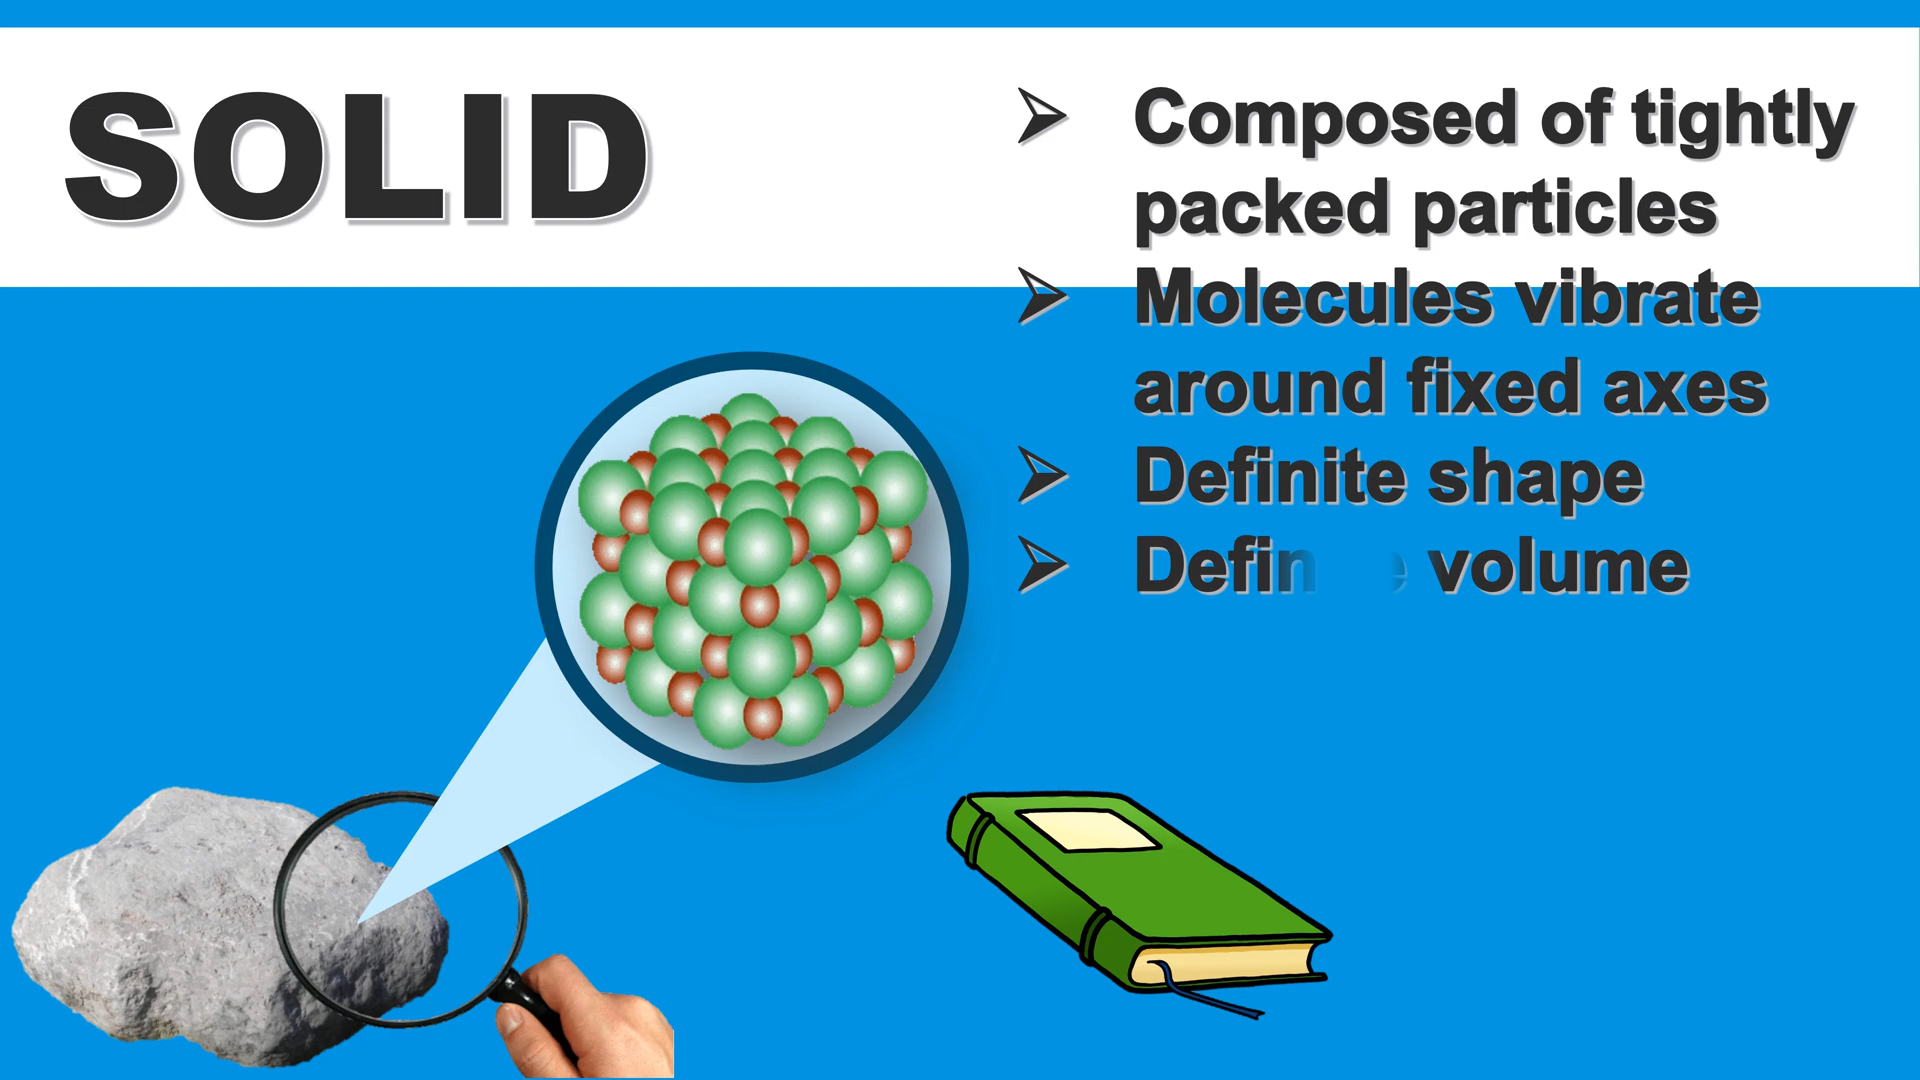 SOLID
➢ Composed of tightly
packed particles
➢ Molecules vibrate
around fixed axes
➢ Definite shape
➢ volume